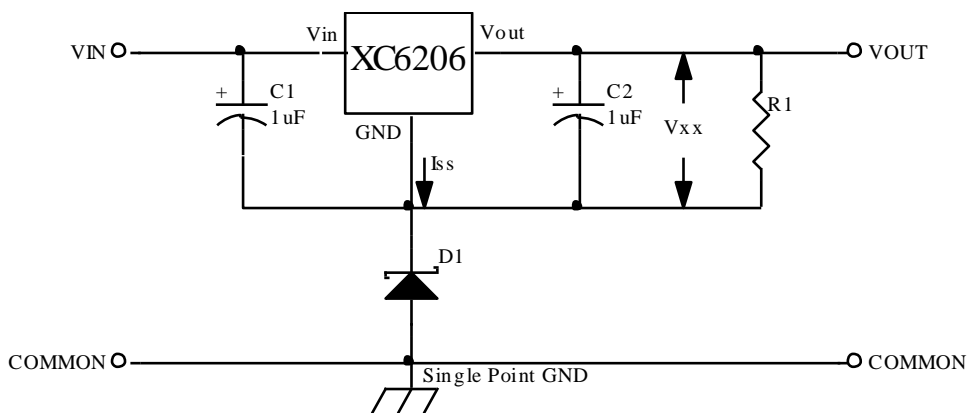 VIN
Vin
XC6206
Vout
VOUT
+ C1
1uF
GND
Iss
+ C2
1uF
Vxx
R1
D1
COMMON
COMMON
Single Point GND